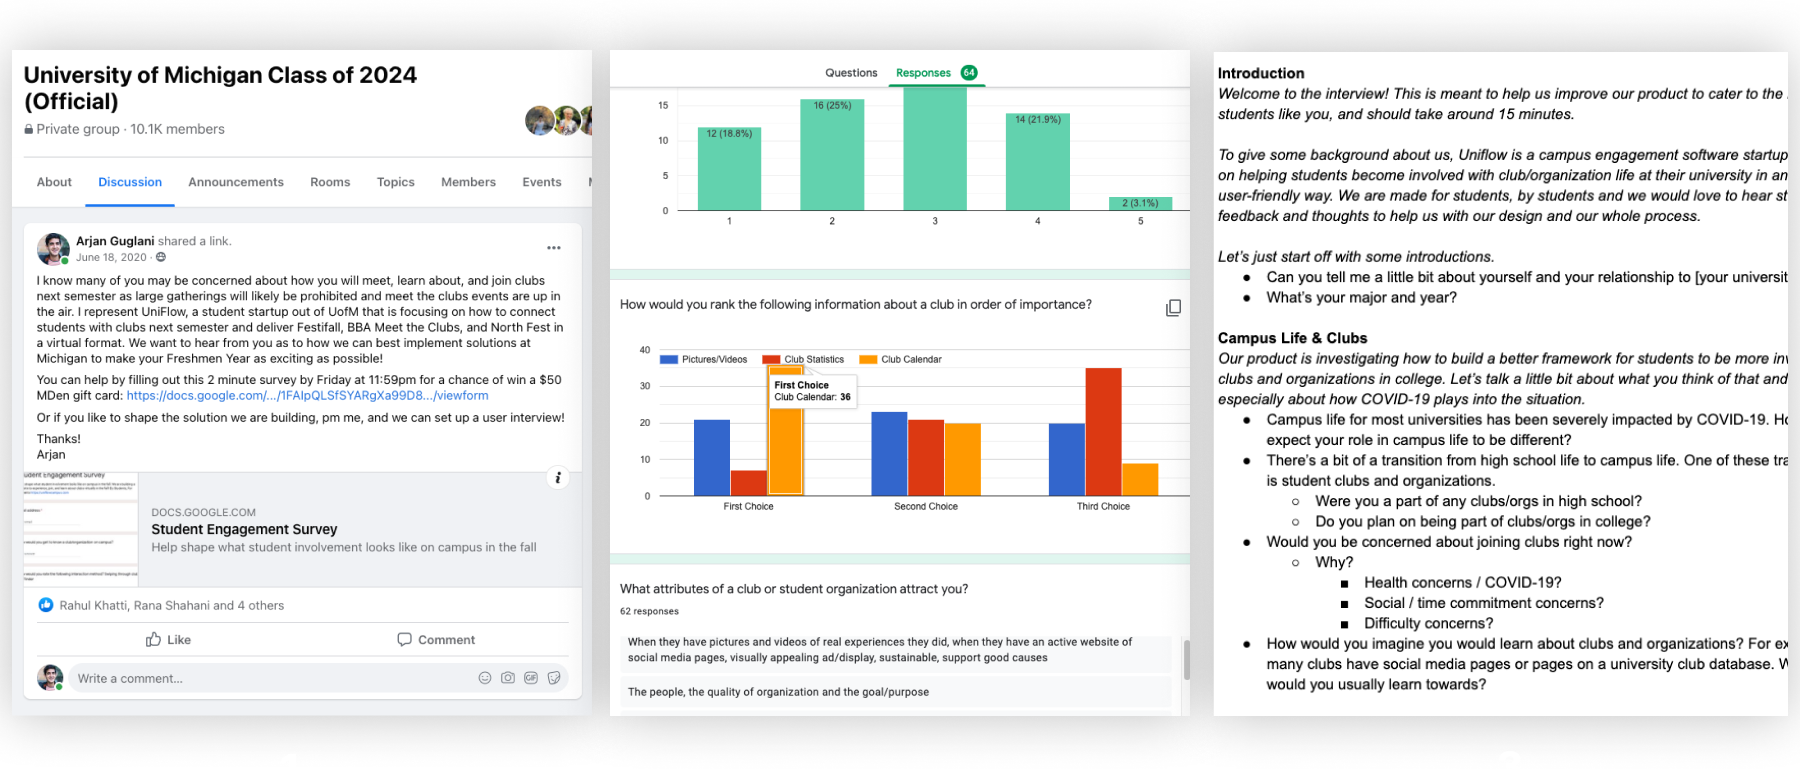 University of Michigan Class of 2024
(Official)
Private group · 10.1K members
About Discussion Announcements Rooms Topics Members Events
Arjan Guglani shared a link.
June 18, 2020 ·
I know many of you may be concerned about how you will meet, learn about, and join clubs
next semester as large gatherings will likely be prohibited and meet the clubs events are up in
the air. I represent UniFlow, a student startup out of UofM that is focusing on how to connect
students with clubs next semester and deliver Festifall, BBA Meet the Clubs, and North Fest in
a virtual format. We want to hear from you as to how we can best implement solutions at
Michigan to make your Freshmen Year as exciting as possible!
You can help by filling out this 2 minute survey by Friday at 11:59pm for a chance of win a $50
MDen gift card: https://docs.google.com/.../1FAIpQLSfSYARgXa99D8.../viewform
Or if you like to shape the solution we are building, pm me, and we can set up a user interview!
Thanks!
Arjan
udent Engagement Survey
DOCS.GOOGLE.COM
Student Engagement Survey
Help shape what student involvement looks like on campus in the fall
Rahul Khatti, Rana Shahani and 4 others
Like Comment
Write a comment...
GIF
Questions Responses 64
15
10
5
0
12 (18.8%)
16 (25%)
14 (21.9%)
2 (3.1%)
1 2 3 4 5
How would you rank the following information about a club in order of importance?
40
30
20
10
0
Pictures/Videos Club Statistics Club Calendar
First Choice
Club Calendar: 36
First Choice Second Choice Third Choice
What attributes of a club or student organization attract you?
62 responses
When they have pictures and videos of real experiences they did, when they have an active website of
social media pages, visually appealing ad/display, sustainable, support good causes
The people, the quality of organization and the goal/purpose
Introduction
Welcome to the interview! This is meant to help us improve our product to cater to the
students like you, and should take around 15 minutes.
To give some background about us, Uniflow is a campus engagement software startup
on helping students become involved with club/organization life at their university in an
user-friendly way. We are made for students, by students and we would love to hear st
feedback and thoughts to help us with our design and our whole process.
Let's just start off with some introductions.
● Can you tell me a little bit about yourself and your relationship to [your universit
● What's your major and year?
Campus Life & Clubs
Our product is investigating how to build a better framework for students to be more inv
clubs and organizations in college. Let's talk a little bit about what you think of that and
especially about how COVID-19 plays into the situation.
● Campus life for most universities has been severely impacted by COVID-19. Ho
expect your role in campus life to be different?
● There's a bit of a transition from high school life to campus life. One of these tra
is student clubs and organizations.
○ Were you a part of any clubs/orgs in high school?
○ Do you plan on being part of clubs/orgs in college?
● Would you be concerned about joining clubs right now?
○ Why?
■ Health concerns / COVID-19?
■ Social / time commitment concerns?
■ Difficulty concerns?
● How would you imagine you would learn about clubs and organizations? For ex
many clubs have social media pages or pages on a university club database. W
would you usually learn towards?